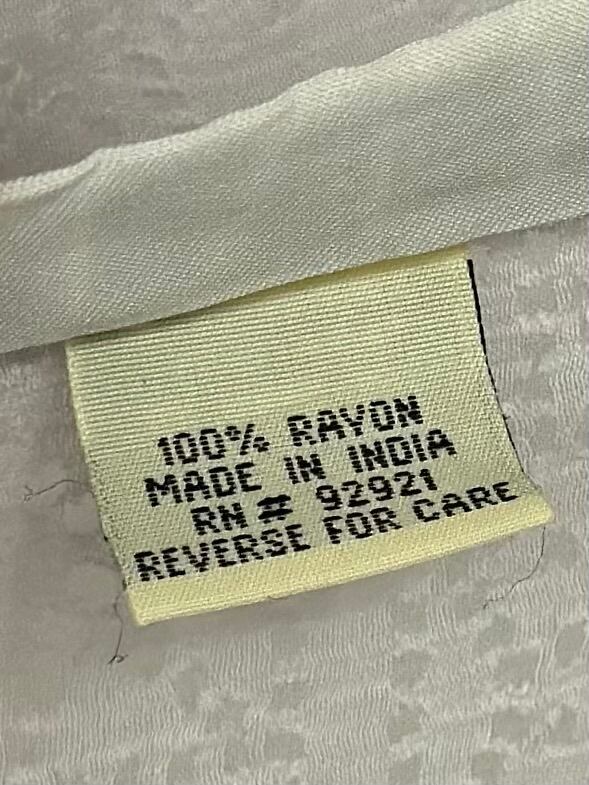 100% RAYON
MADE IN INDIA
RN # 92921
REVERSE FOR CARE